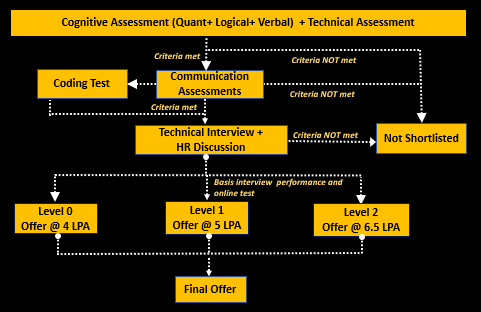 Cognitive Assessment (Quant+ Logical+ Verbal) + Technical Assessment
Criteria met
Criteria NOT met
Coding Test
Communication
Assessments
Criteria NOT met
Criteria met
Technical Interview +
HR Discussion
Criteria NOT met
Not Shortlisted
Basis interview performance and
online test
Level 0
Offer @ 4 LPA
Level 1
Offer @ 5 LPA
Level 2
Offer @ 6.5 LPA
Final Offer